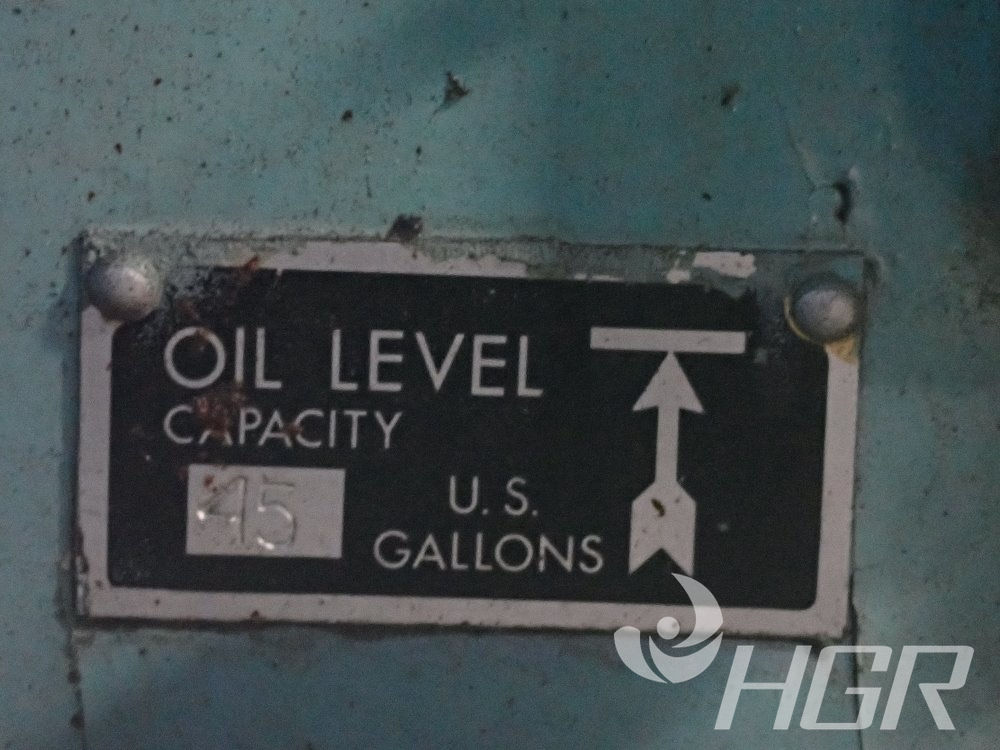 OIL LEVEL
CAPACITY
45
U. S.
GALLONS
HGR